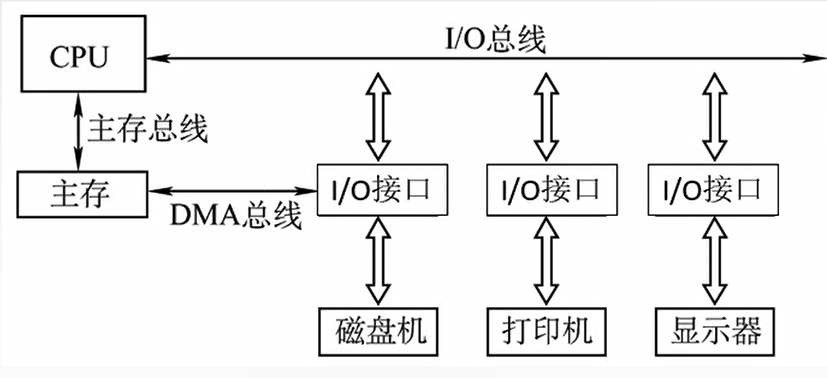 I/O总线
CPU
主存总线
主存
DMA总线
I/O接口
I/O接口
I/O接口
磁盘机
打印机
显示器